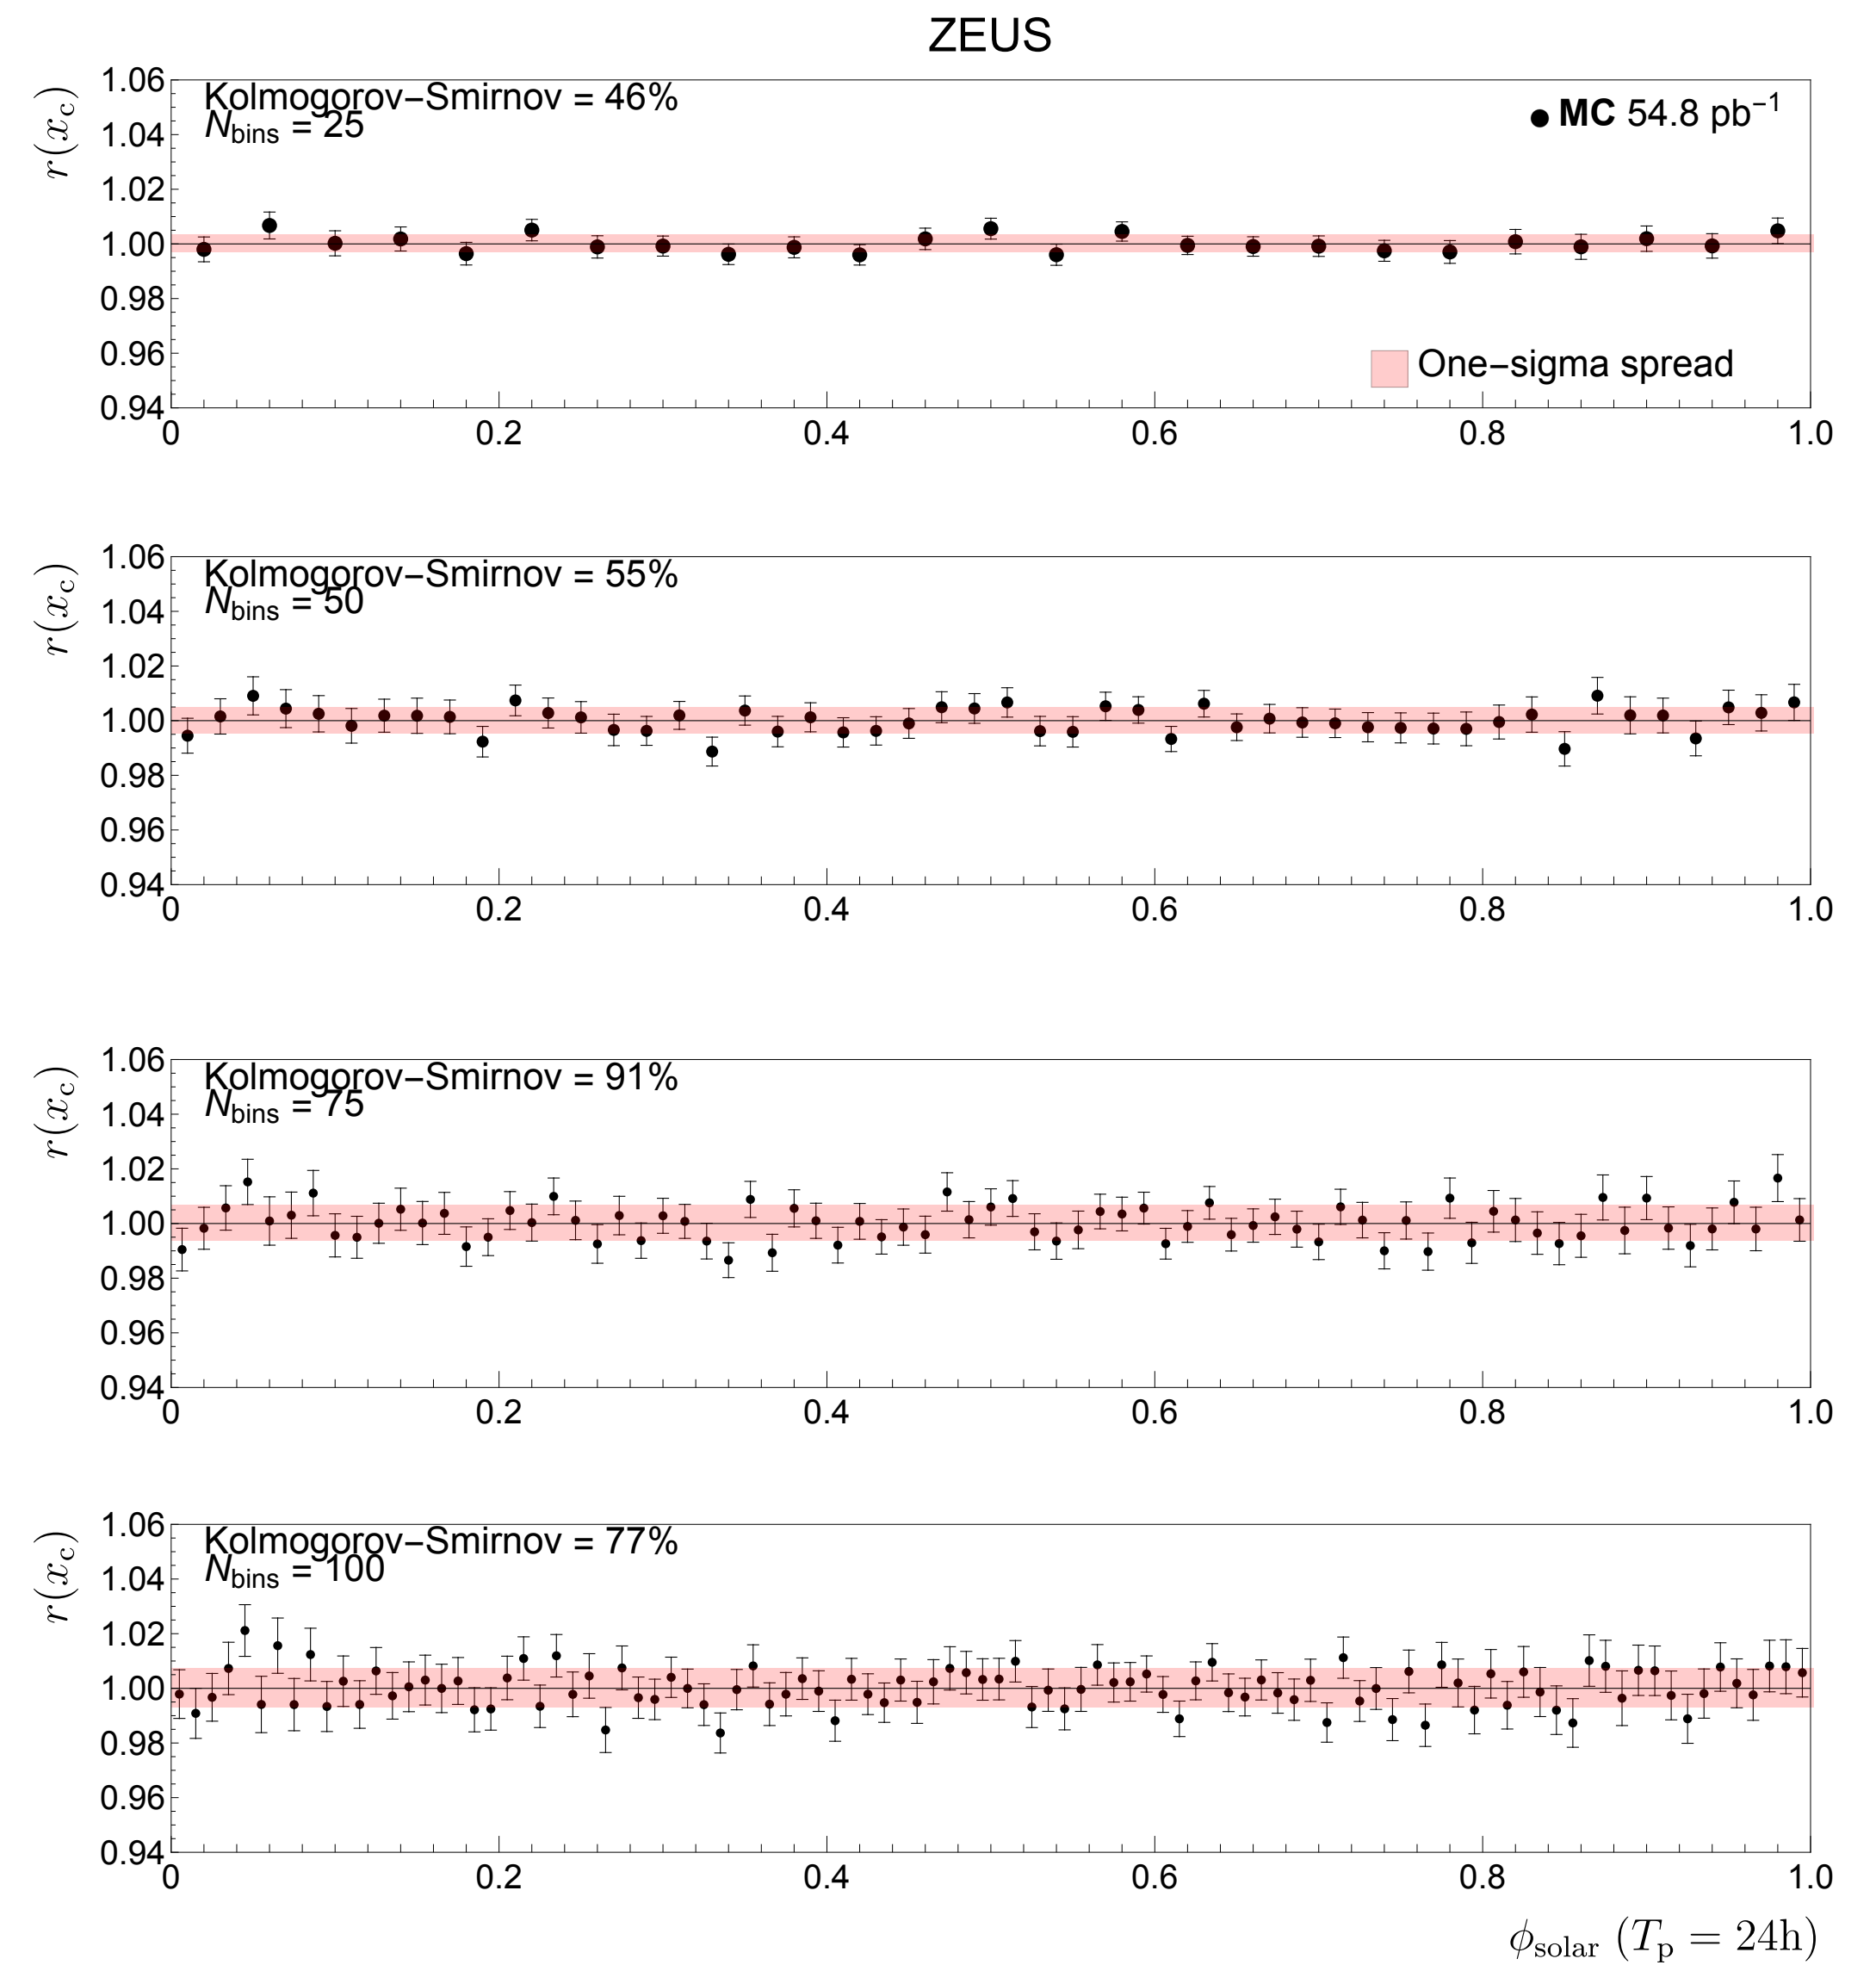 ZEUS
r(x_c)
1.06
1.04
1.02
1.00
0.98
0.96
0.94
Kolmogorov−Smirnov = 46%
N_bins = 25
MC 54.8 pb⁻¹
One−sigma spread
0 0.2 0.4 0.6 0.8 1.0
r(x_c)
1.06
1.04
1.02
1.00
0.98
0.96
0.94
Kolmogorov−Smirnov = 55%
N_bins = 50
0 0.2 0.4 0.6 0.8 1.0
r(x_c)
1.06
1.04
1.02
1.00
0.98
0.96
0.94
Kolmogorov−Smirnov = 91%
N_bins = 75
0 0.2 0.4 0.6 0.8 1.0
r(x_c)
1.06
1.04
1.02
1.00
0.98
0.96
0.94
Kolmogorov−Smirnov = 77%
N_bins = 100
0 0.2 0.4 0.6 0.8 1.0
ϕ_solar (T_p = 24h)